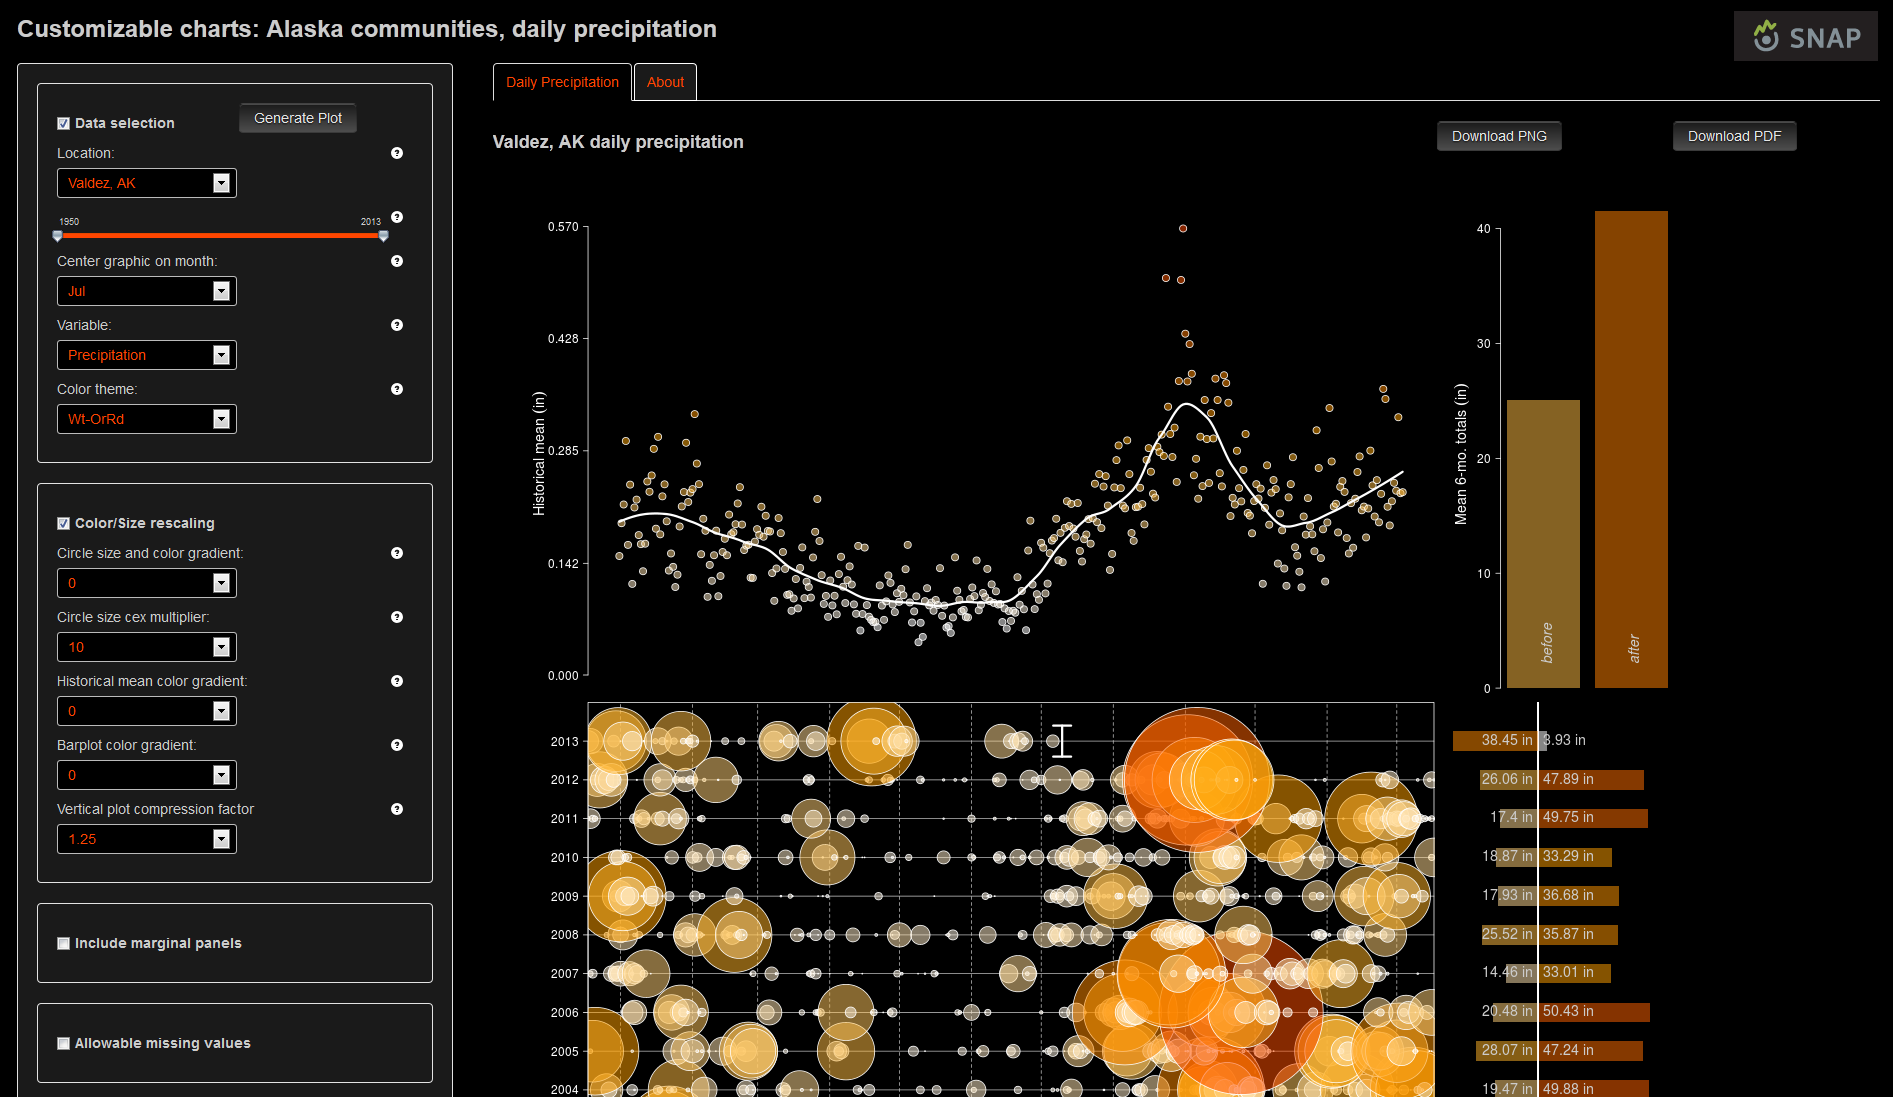 Customizable charts: Alaska communities, daily precipitation
SNAP
Data selection
Generate Plot
Location:
Valdez, AK
1950
2013
Center graphic on month:
Jul
Variable:
Precipitation
Color theme:
Wt-OrRd
Color/Size rescaling
Circle size and color gradient:
0
Circle size cex multiplier:
10
Historical mean color gradient:
0
Barplot color gradient:
0
Vertical plot compression factor
1.25
Include marginal panels
Allowable missing values
Daily Precipitation
About
Valdez, AK daily precipitation
Download PNG
Download PDF
Historical mean (in)
0.570
0.428
0.285
0.142
0.000
Mean 6-mo. totals (in)
40
30
20
10
0
before
after
2013
38.45 in
3.93 in
2012
26.06 in
47.89 in
2011
17.4 in
49.75 in
2010
18.87 in
33.29 in
2009
17.93 in
36.68 in
2008
25.52 in
35.87 in
2007
14.46 in
33.01 in
2006
20.48 in
50.43 in
2005
28.07 in
47.24 in
2004
19.47 in
49.88 in